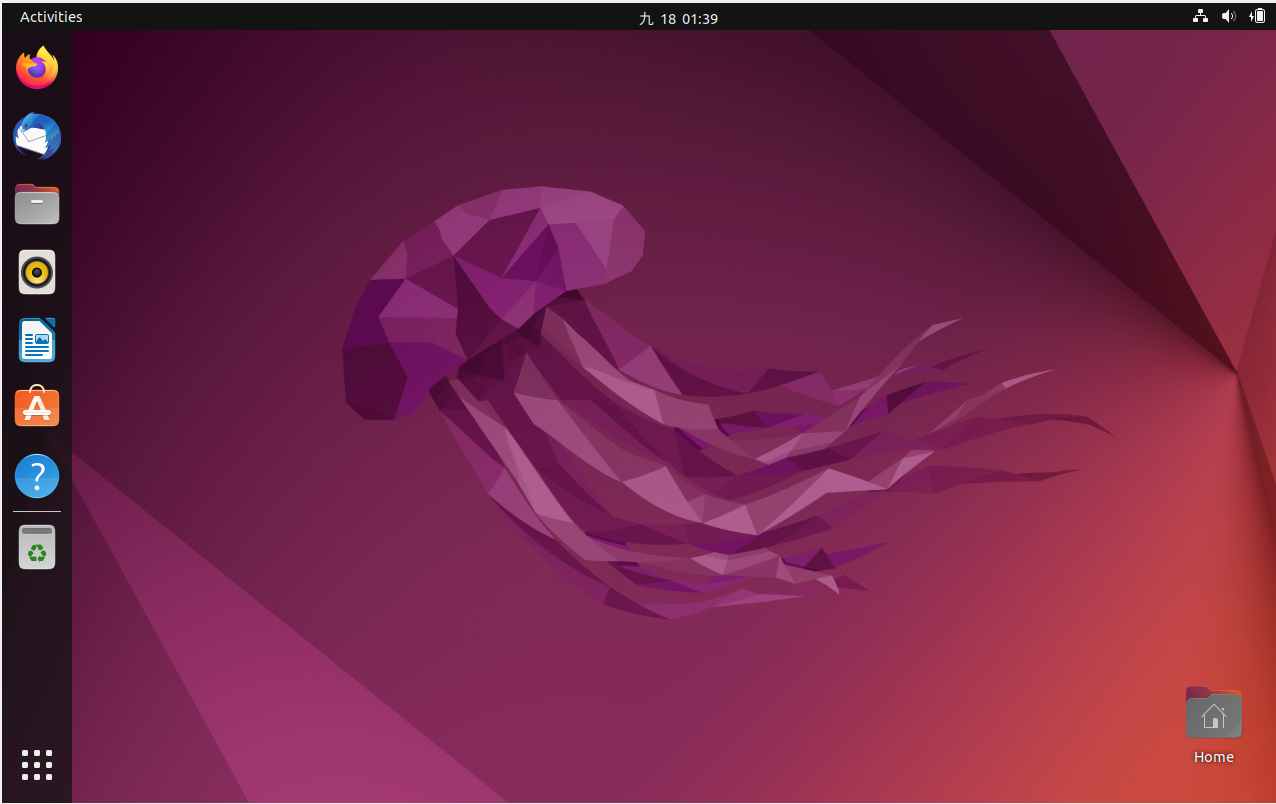 Activities
九 18 01:39
Home